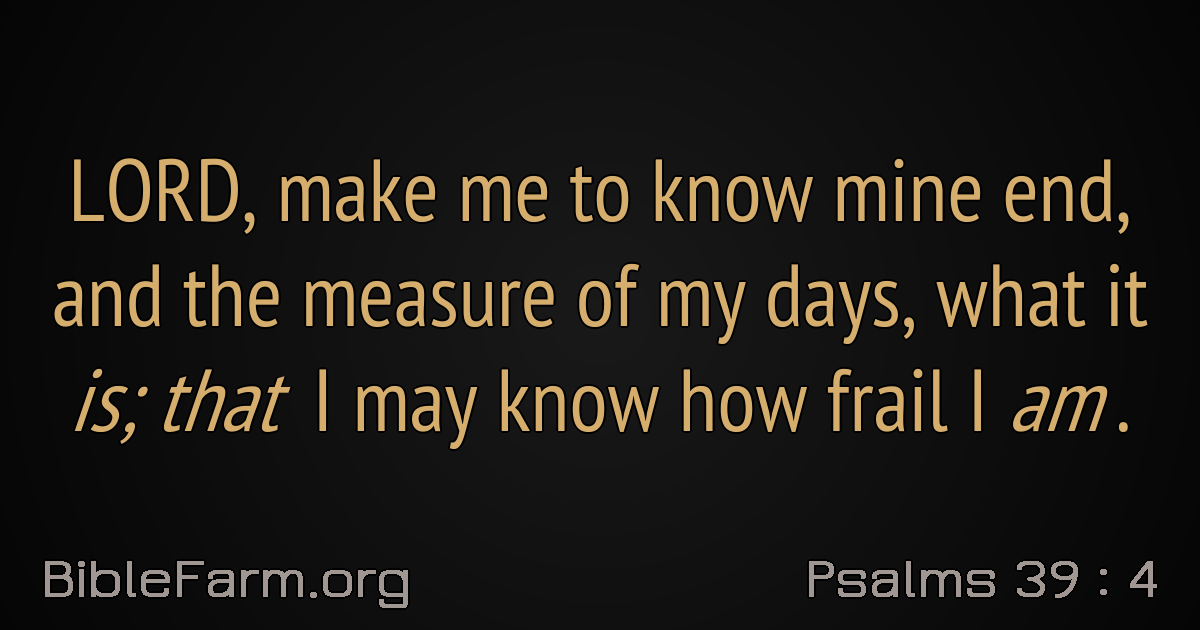 LORD, make me to know mine end,
and the measure of my days, what it
is; that I may know how frail I am.
BibleFarm.org
Psalms 39 : 4